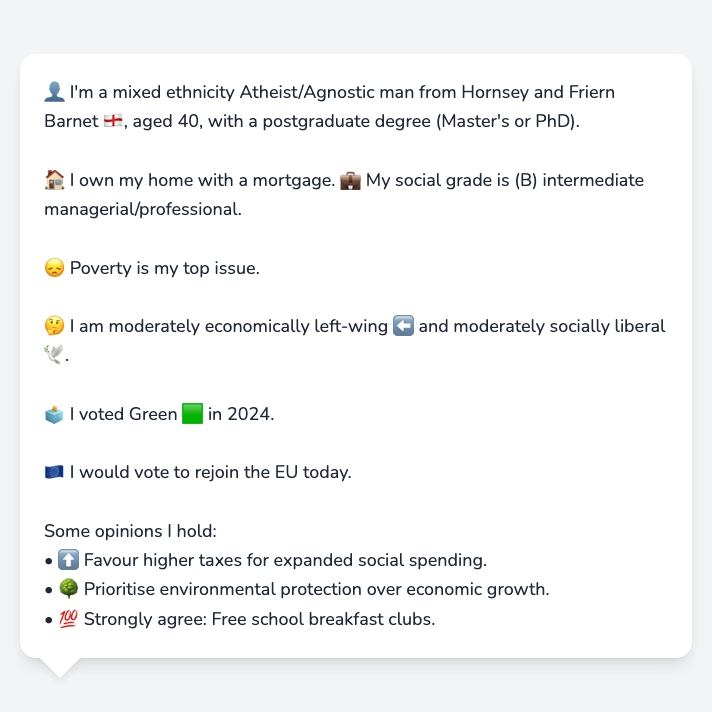 👤 I'm a mixed ethnicity Atheist/Agnostic man from Hornsey and Friern
Barnet 🏴󠁧󠁢󠁥󠁮󠁧󠁿, aged 40, with a postgraduate degree (Master's or PhD).
🏠 I own my home with a mortgage. 💼 My social grade is (B) intermediate
managerial/professional.
😞 Poverty is my top issue.
🤔 I am moderately economically left-wing ⬅️ and moderately socially liberal
🕊️.
🗳️ I voted Green 🟩 in 2024.
🇪🇺 I would vote to rejoin the EU today.
Some opinions I hold:
• ⬆️ Favour higher taxes for expanded social spending.
• 🌳 Prioritise environmental protection over economic growth.
• 💯 Strongly agree: Free school breakfast clubs.